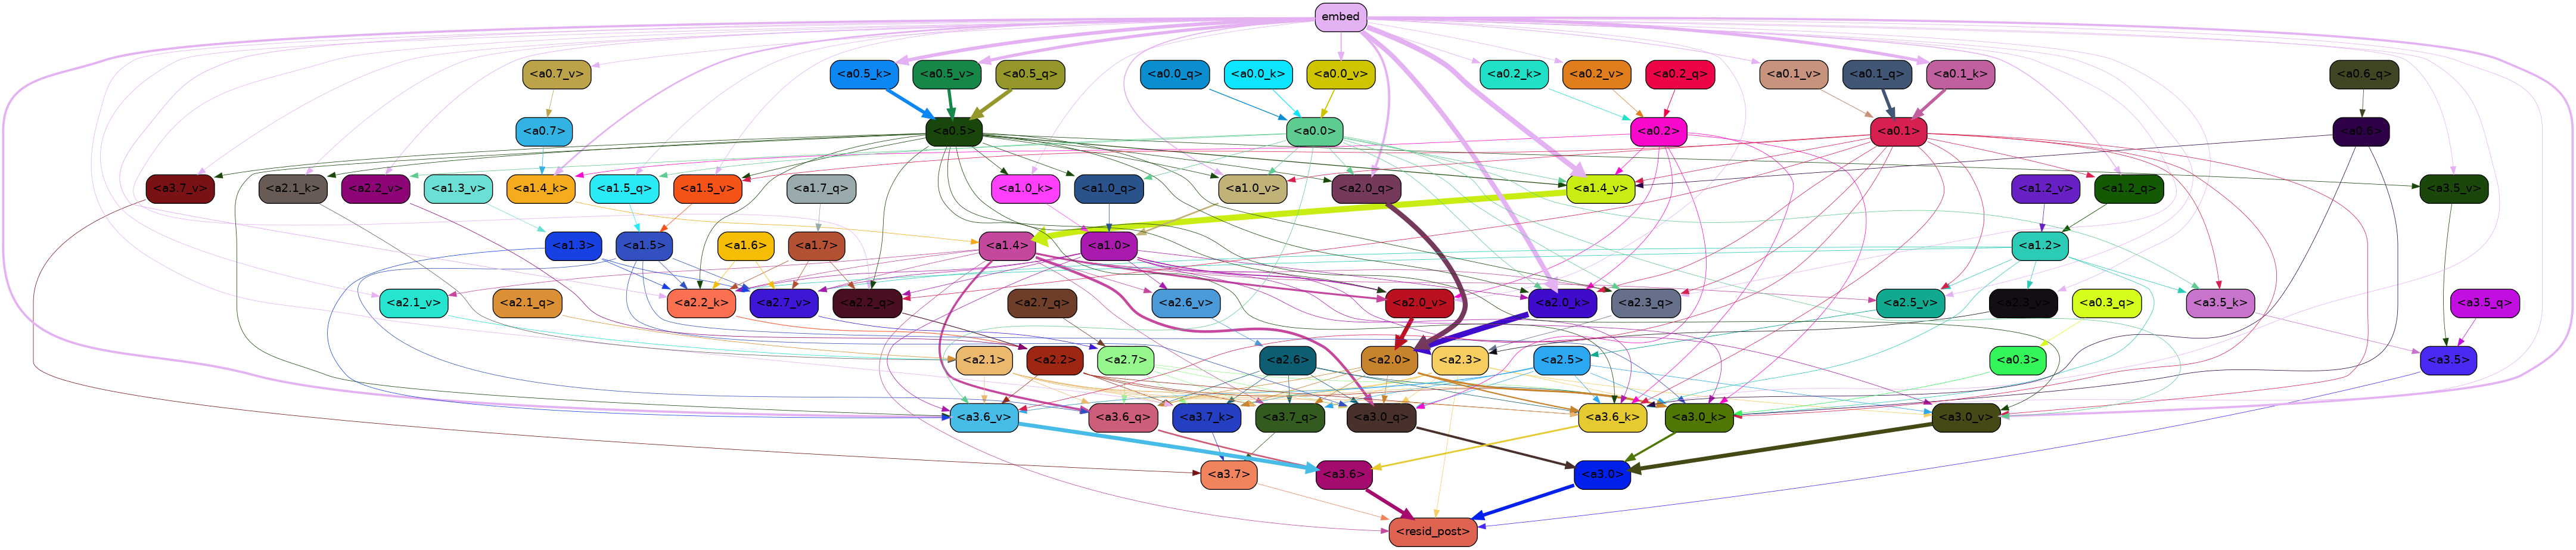 embed
<a0.7_v> <a0.5_k> <a0.5_v> <a0.5_q> <a0.0_q> <a0.0_k> <a0.0_v> <a0.2_k> <a0.2_v> <a0.2_q> <a0.1_v> <a0.1_q> <a0.1_k> <a0.6_q>
<a0.7> <a0.5> <a0.0> <a0.2> <a0.1> <a0.6>
<a3.7_v> <a2.1_k> <a2.2_v> <a1.3_v> <a1.4_k> <a1.5_q> <a1.5_v> <a1.7_q> <a1.0_k> <a1.0_q> <a1.0_v> <a2.0_q> <a1.4_v> <a1.2_v> <a1.2_q> <a3.5_v>
<a1.3> <a1.5> <a1.6> <a1.7> <a1.4> <a1.0> <a1.2>
<a2.1_v> <a2.1_q> <a2.2_k> <a2.7_v> <a2.2_q> <a2.7_q> <a2.6_v> <a2.0_v> <a2.0_k> <a2.3_q> <a2.5_v> <a2.3_v> <a0.3_q> <a3.5_k> <a3.5_q>
<a2.1> <a2.2> <a2.7> <a2.6> <a2.0> <a2.3> <a2.5> <a0.3> <a3.5>
<a3.6_v> <a3.6_q> <a3.7_k> <a3.7_q> <a3.0_q> <a3.6_k> <a3.0_k> <a3.0_v>
<a3.7> <a3.6> <a3.0>
<resid_post>